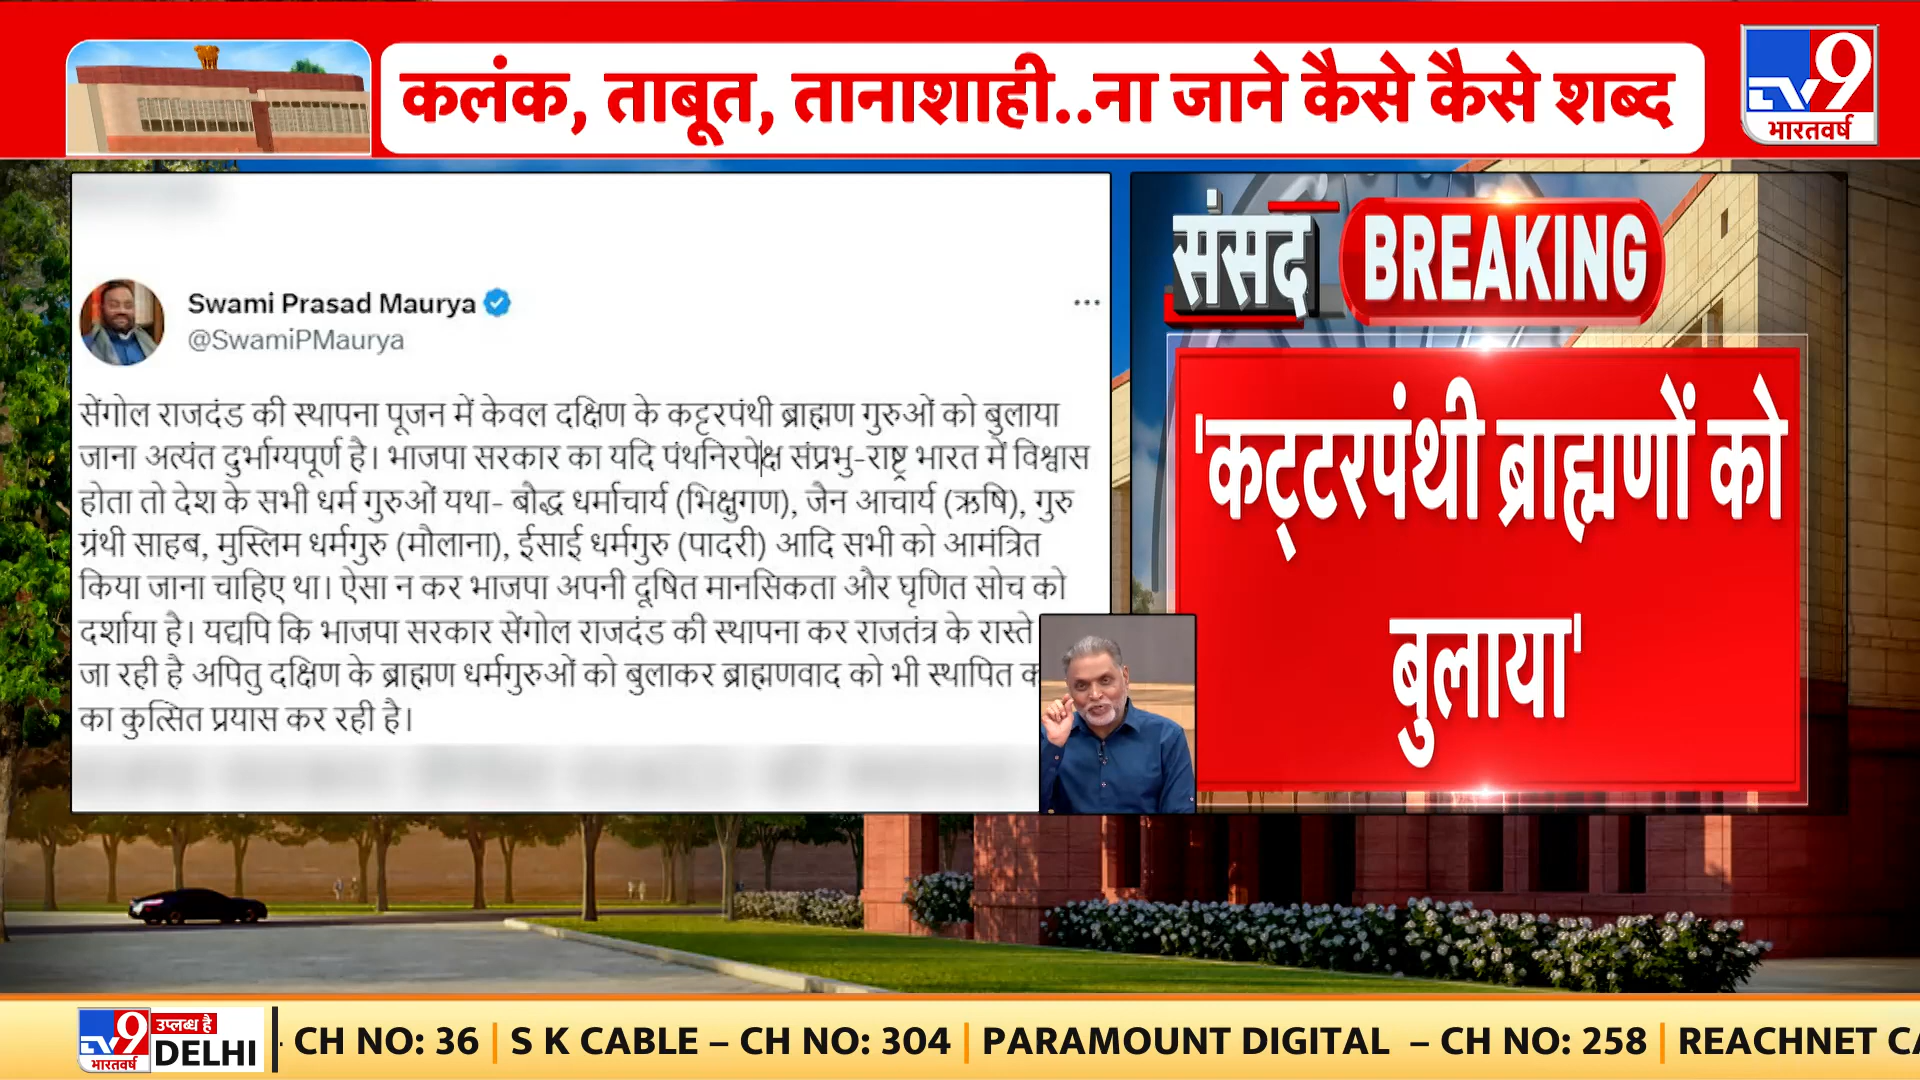 कलंक, ताबूत, तानाशाही..ना जाने कैसे कैसे शब्द
TV9
भारतवर्ष
Swami Prasad Maurya
@SwamiPMaurya
सेंगोल राजदंड की स्थापना पूजन में केवल दक्षिण के कट्टरपंथी ब्राह्मण गुरुओं को बुलाया
जाना अत्यंत दुर्भाग्यपूर्ण है। भाजपा सरकार का यदि पंथनिरपेक्ष संप्रभु-राष्ट्र भारत में विश्वास
होता तो देश के सभी धर्म गुरुओं यथा- बौद्ध धर्माचार्य (भिक्षुगण), जैन आचार्य (ऋषि), गुरु
ग्रंथी साहब, मुस्लिम धर्मगुरु (मौलाना), ईसाई धर्मगुरु (पादरी) आदि सभी को आमंत्रित
किया जाना चाहिए था। ऐसा न कर भाजपा अपनी दूषित मानसिकता और घृणित सोच को
दर्शाया है। यद्यपि कि भाजपा सरकार सेंगोल राजदंड की स्थापना कर राजतंत्र के रास्ते
जा रही है अपितु दक्षिण के ब्राह्मण धर्मगुरुओं को बुलाकर ब्राह्मणवाद को भी स्थापित
का कुत्सित प्रयास कर रही है।
संसद BREAKING
'कट्टरपंथी ब्राह्मणों को
बुलाया'
TV9 भारतवर्ष उप्लब्ध है DELHI
CH NO: 36 | S K CABLE – CH NO: 304 | PARAMOUNT DIGITAL – CH NO: 258 | REACHNET